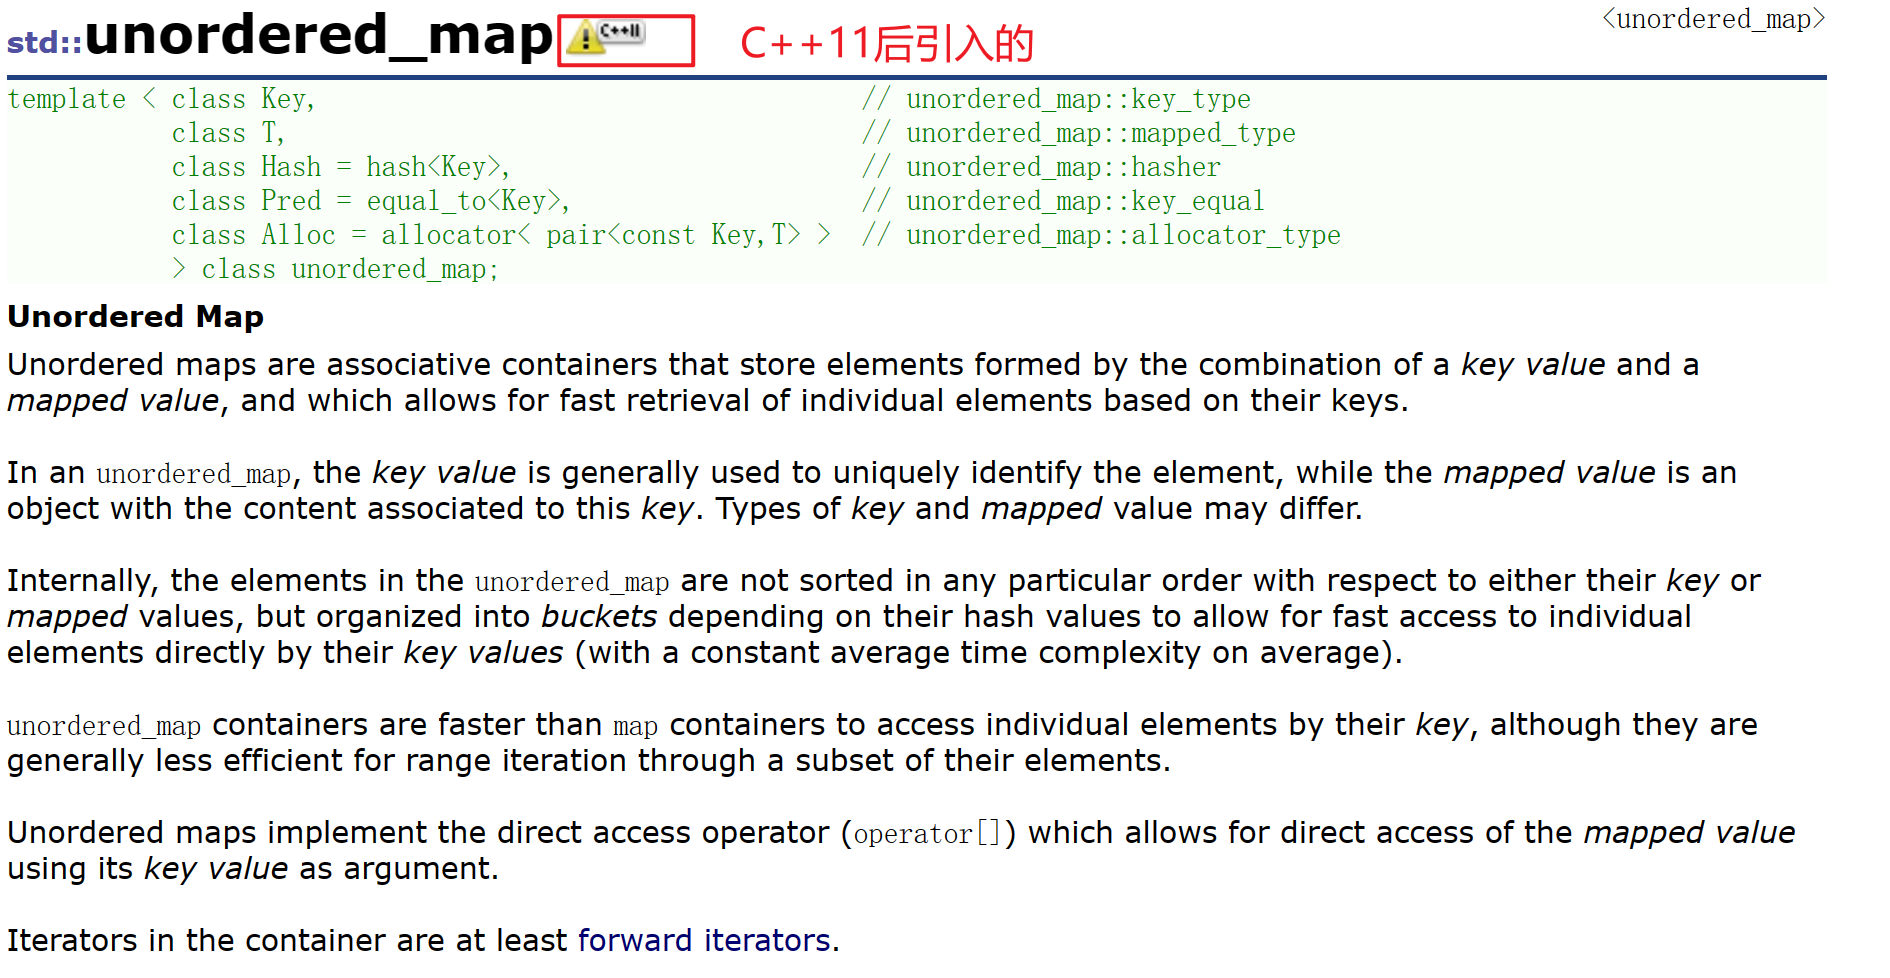 std::unordered_map C++11 C++11后引入的 <unordered_map>
template < class Key, // unordered_map::key_type
class T, // unordered_map::mapped_type
class Hash = hash<Key>, // unordered_map::hasher
class Pred = equal_to<Key>, // unordered_map::key_equal
class Alloc = allocator< pair<const Key,T> > // unordered_map::allocator_type
> class unordered_map;
Unordered Map
Unordered maps are associative containers that store elements formed by the combination of a key value and a
mapped value, and which allows for fast retrieval of individual elements based on their keys.
In an unordered_map, the key value is generally used to uniquely identify the element, while the mapped value is an
object with the content associated to this key. Types of key and mapped value may differ.
Internally, the elements in the unordered_map are not sorted in any particular order with respect to either their key or
mapped values, but organized into buckets depending on their hash values to allow for fast access to individual
elements directly by their key values (with a constant average time complexity on average).
unordered_map containers are faster than map containers to access individual elements by their key, although they are
generally less efficient for range iteration through a subset of their elements.
Unordered maps implement the direct access operator (operator[]) which allows for direct access of the mapped value
using its key value as argument.
Iterators in the container are at least forward iterators.